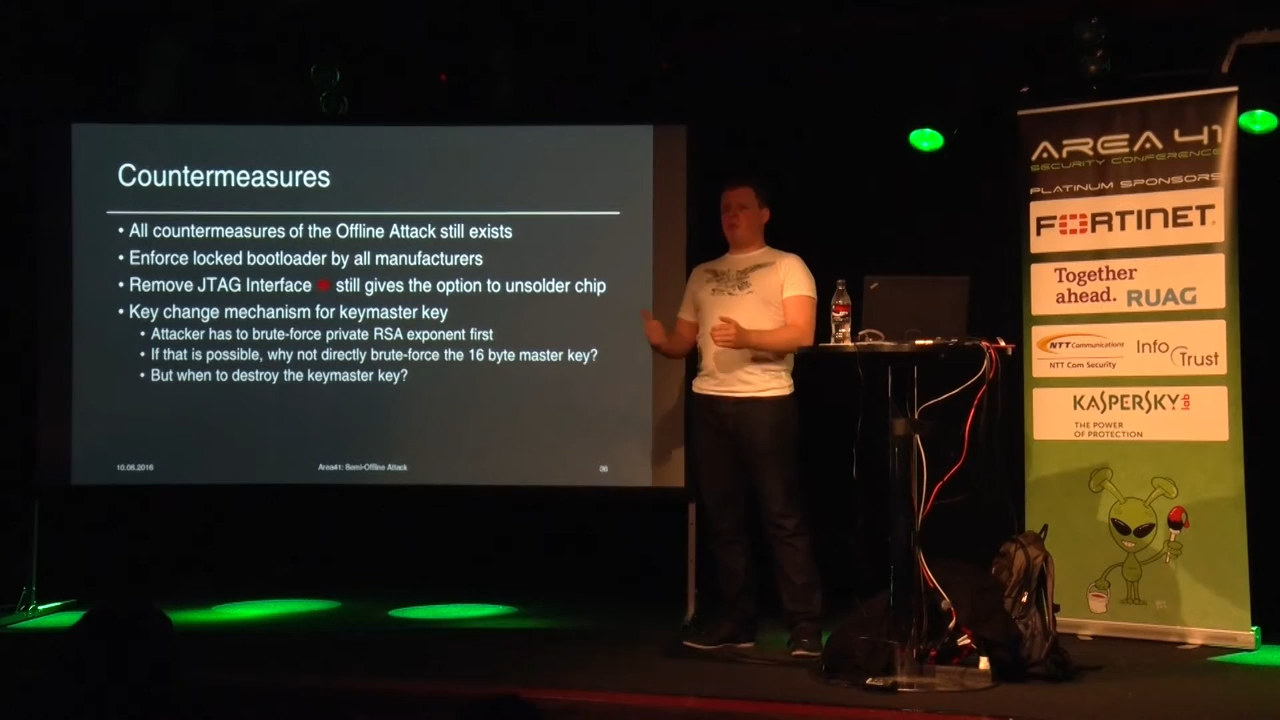 Countermeasures
• All countermeasures of the Offline Attack still exists
• Enforce locked bootloader by all manufacturers
• Remove JTAG Interface still gives the option to unsolder chip
• Key change mechanism for keymaster key
• Attacker has to brute-force private RSA exponent first
• If that is possible, why not directly brute-force the 16 byte master key?
• But when to destroy the keymaster key?
10.06.2016
Area41: Semi-Offline Attack
06
AREA 41
SECURITY CONFERENCE
PLATINUM SPONSORS
FORTINET
Together
ahead. RUAG
NTT Communications
NTT Com Security
Info
Trust
KASPERSKY lab
THE POWER
OF PROTECTION